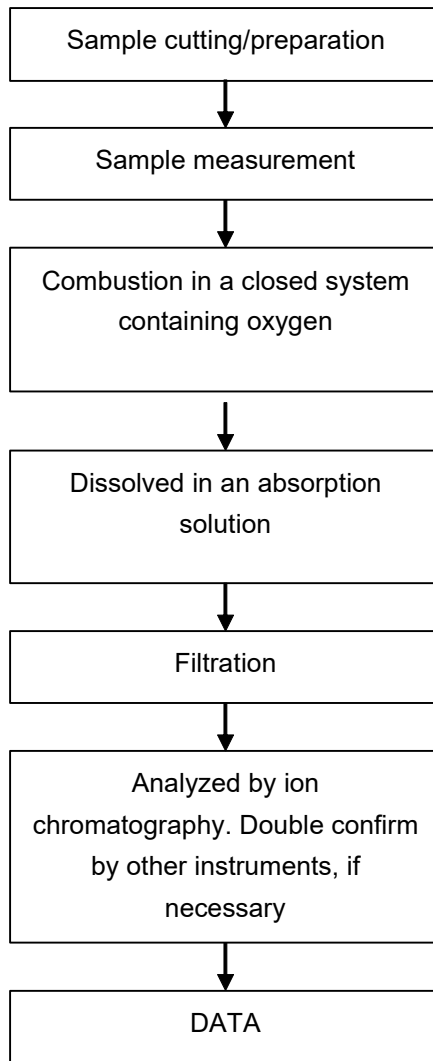 Sample cutting/preparation
Sample measurement
Combustion in a closed system
containing oxygen
Dissolved in an absorption
solution
Filtration
Analyzed by ion
chromatography. Double confirm
by other instruments, if
necessary
DATA